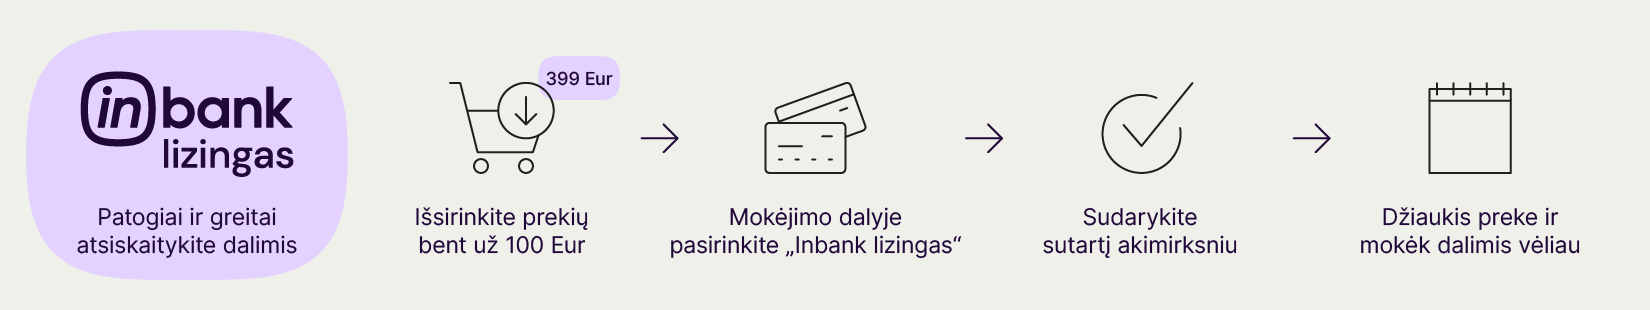 inbank
lizingas
Patogiai ir greitai
atsiskaitykite dalimis
399 Eur
Išsirinkite prekių
bent už 100 Eur
Mokėjimo dalyje
pasirinkite „Inbank lizingas“
Sudarykite
sutartį akimirksniu
Džiaukis preke ir
mokėk dalimis vėliau